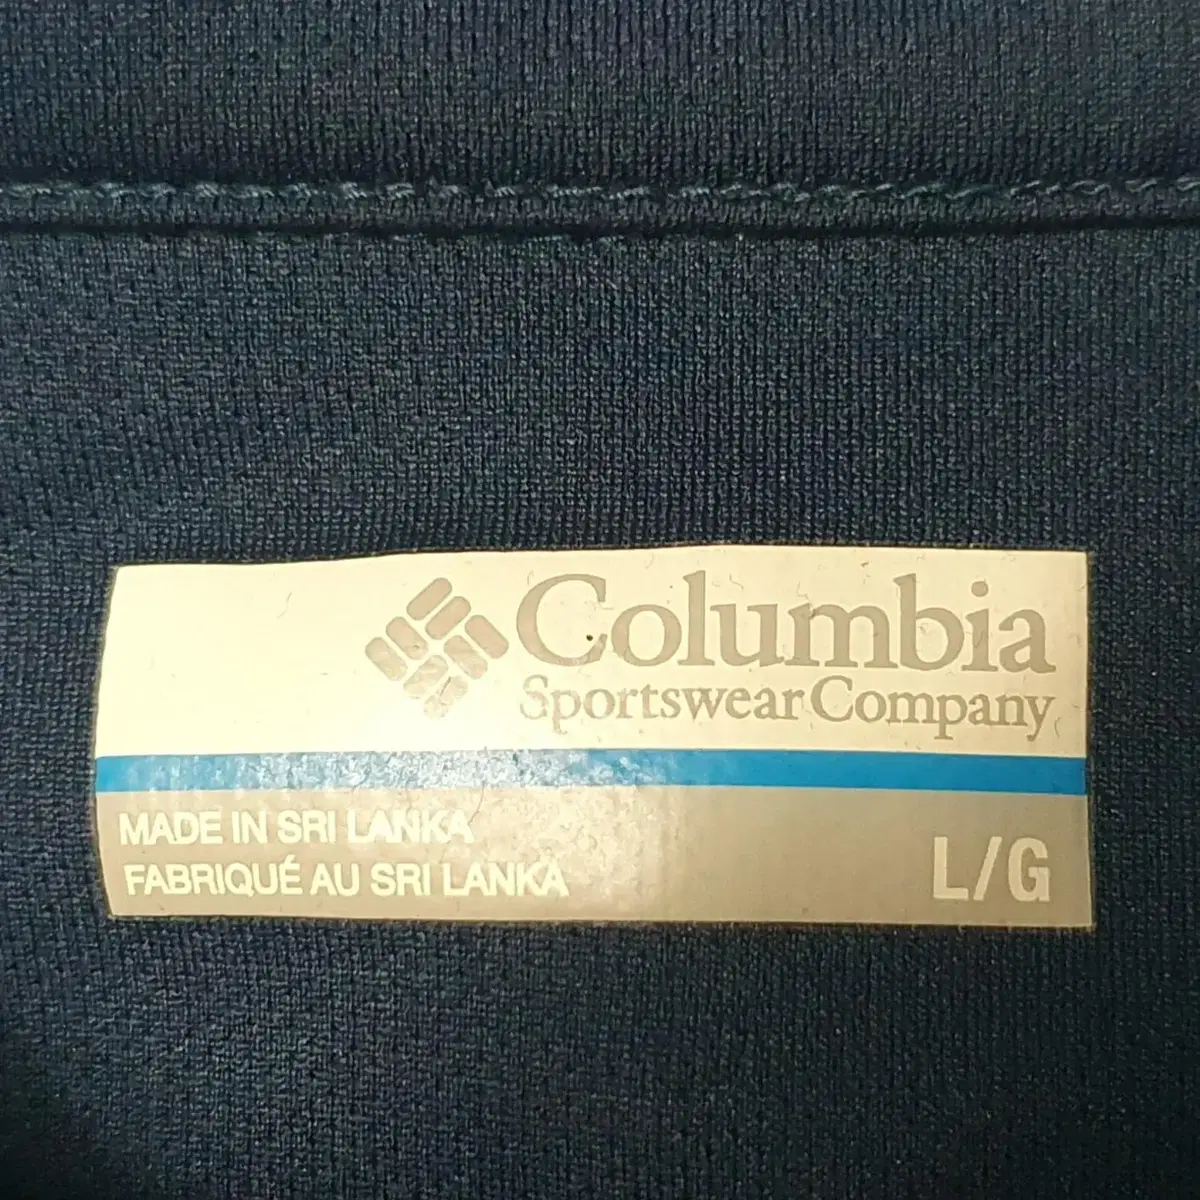 Columbia
Sportswear Company
MADE IN SRI LANKA
FABRIQUÉ AU SRI LANKA
L/G